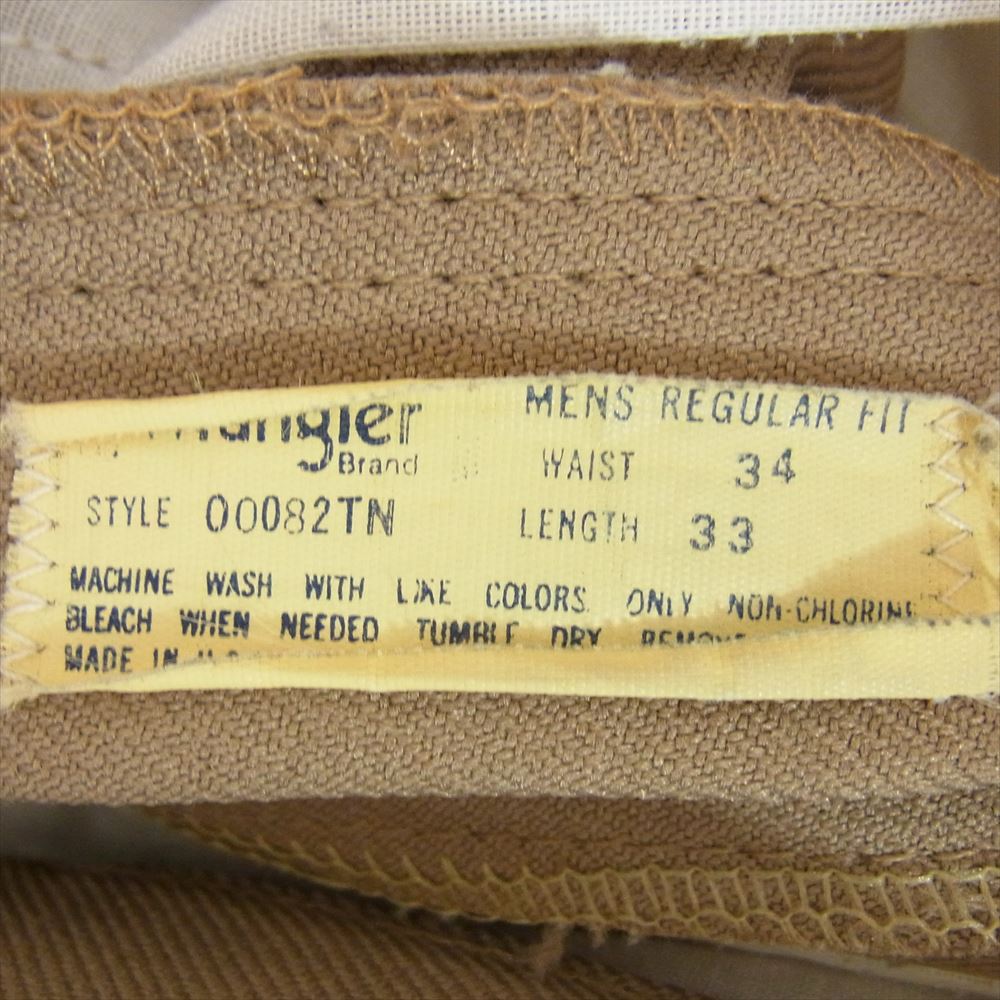 Wrangler MENS REGULAR FIT
Brand WAIST 34
STYLE 00082TN LENGTH 33
MACHINE WASH WITH LIKE COLORS ONLY NON-CHLORINE
BLEACH WHEN NEEDED TUMBLE DRY
MADE IN